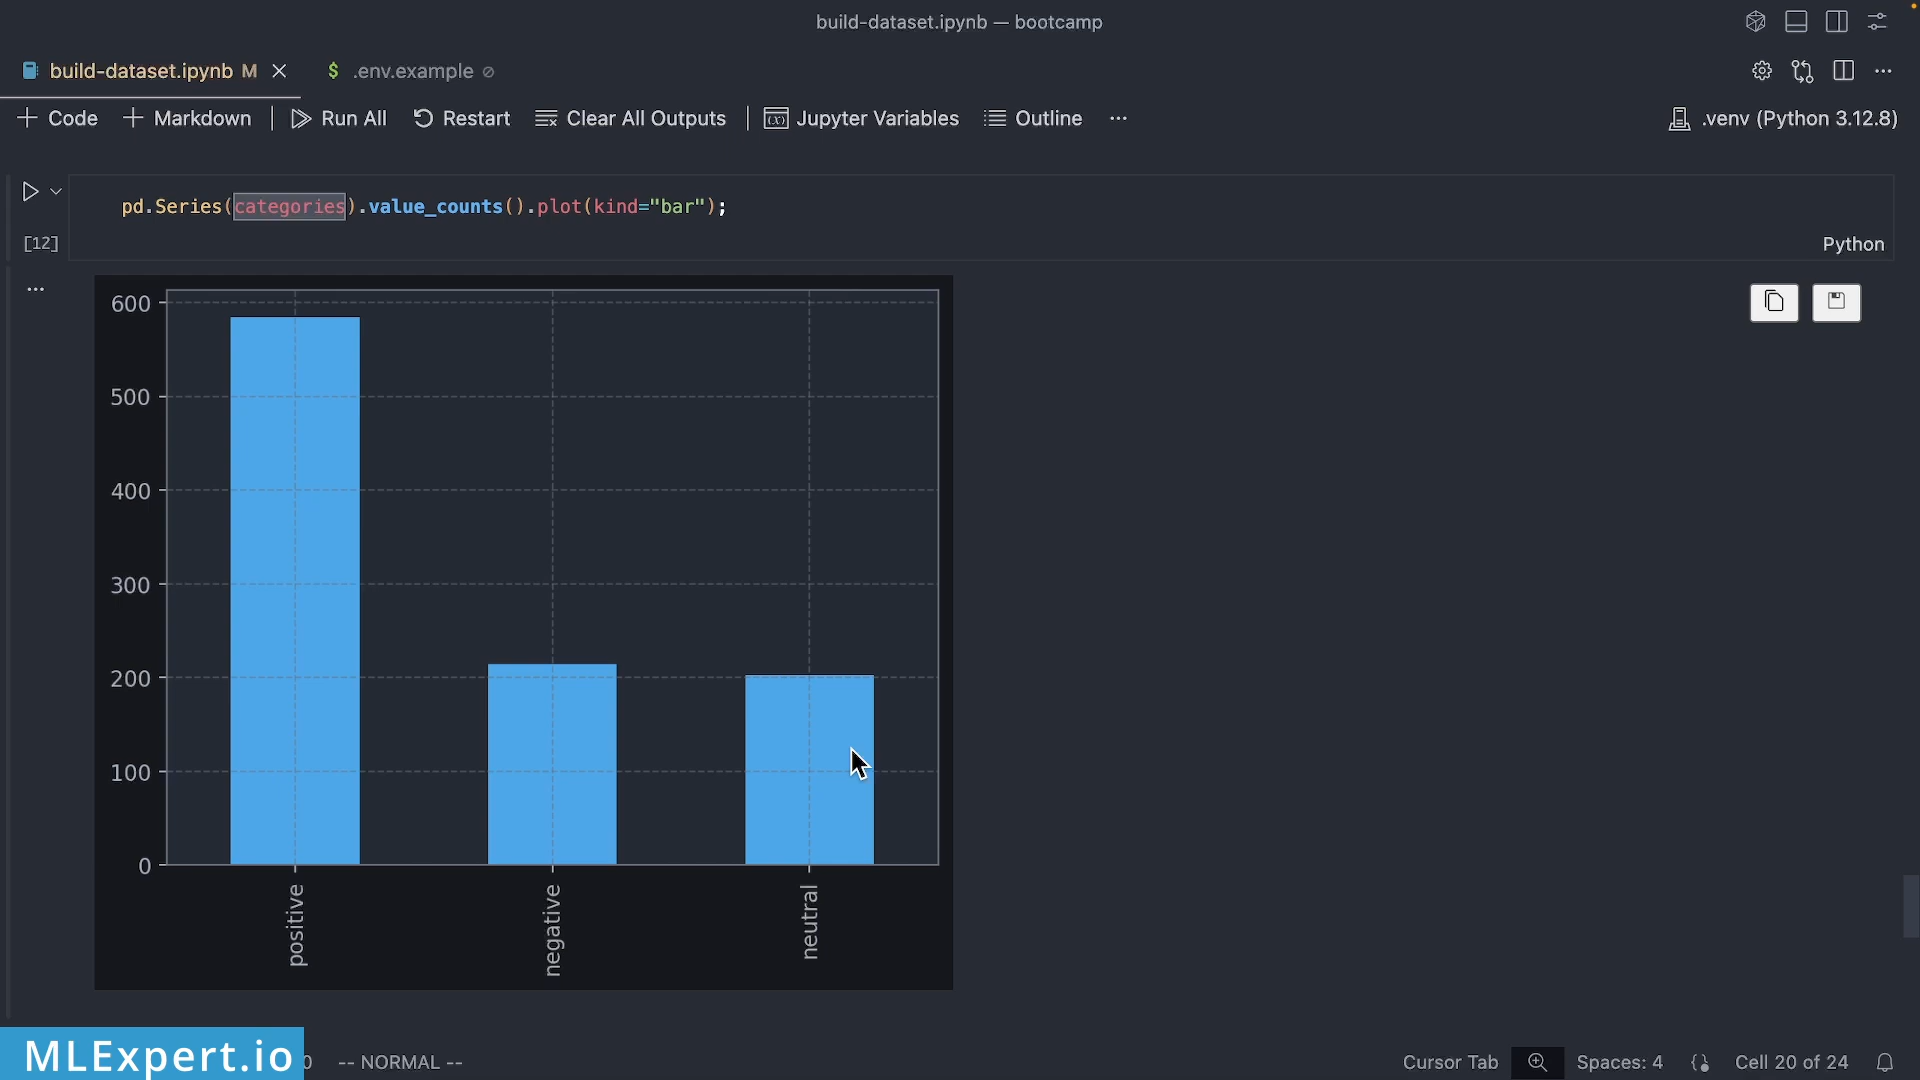 build-dataset.ipynb — bootcamp
build-dataset.ipynb M
$ .env.example
Code Markdown Run All Restart Clear All Outputs Jupyter Variables Outline ... .venv (Python 3.12.8)
pd.Series(categories).value_counts().plot(kind="bar");
[12]
Python
600
500
400
300
200
100
0
positive
negative
neutral
MLExpert.io
-- NORMAL --
Cursor Tab
Spaces: 4
Cell 20 of 24